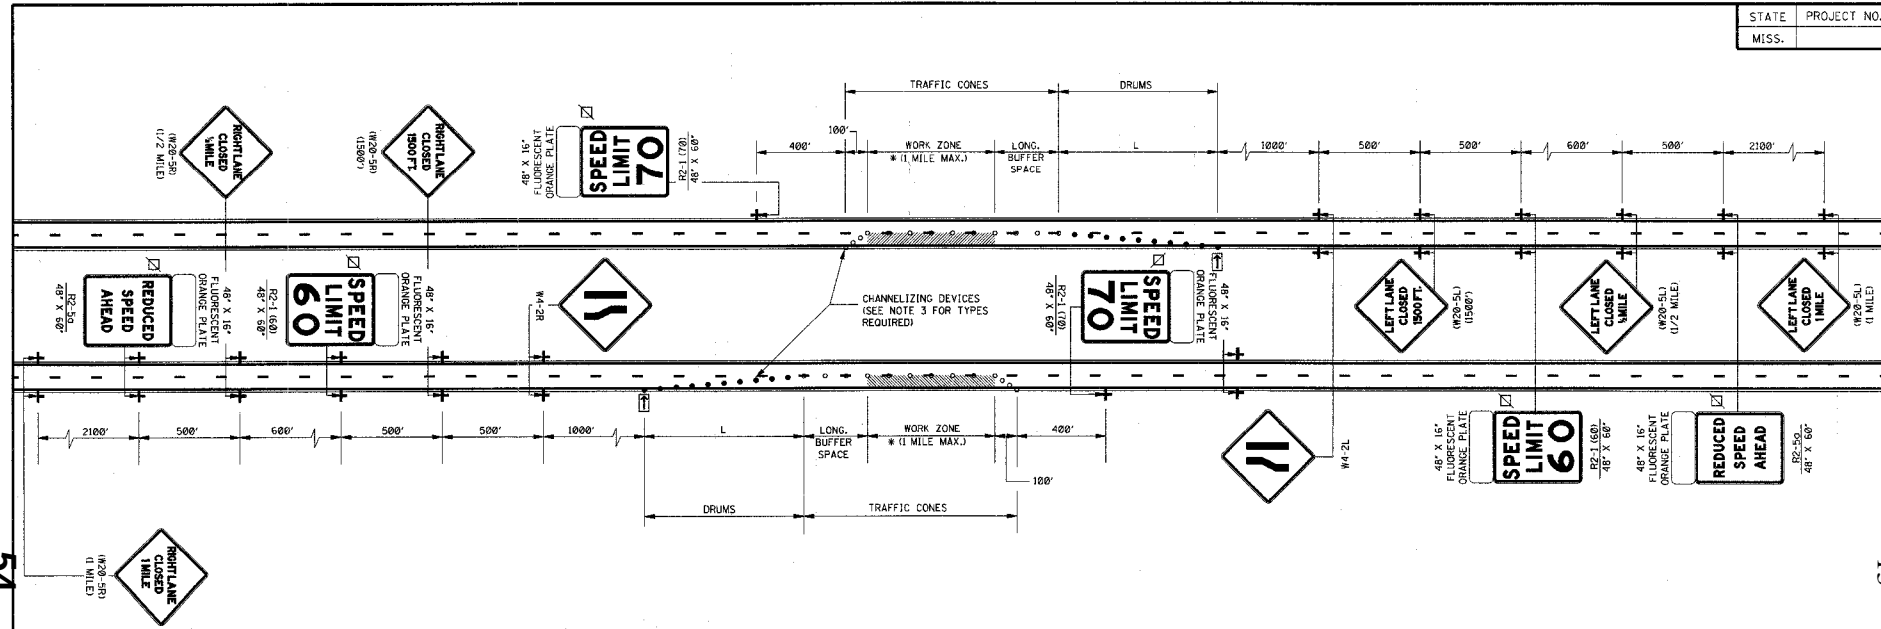 STATE PROJECT NO.
MISS.
TRAFFIC CONES
DRUMS
400'
100'
WORK ZONE
* (1 MILE MAX.)
LONG.
BUFFER
SPACE
L
1000'
500'
500'
600'
500'
2100'
RIGHT LANE
CLOSED
½ MILE
(W20-5R)
(1/2 MILE)
RIGHT LANE
CLOSED
1500 FT.
(W20-5R)
(1500')
48" X 16"
FLUORESCENT
ORANGE PLATE
SPEED
LIMIT
70
R2-1 (70)
48" X 60"
REDUCED
SPEED
AHEAD
R2-5a
48" X 60"
48" X 16"
FLUORESCENT
ORANGE PLATE
SPEED
LIMIT
60
R2-1 (60)
48" X 60"
48" X 16"
FLUORESCENT
ORANGE PLATE
W4-2R
CHANNELIZING DEVICES
(SEE NOTE 3 FOR TYPES
REQUIRED)
SPEED
LIMIT
70
R2-1 (70)
48" X 60"
48" X 16"
FLUORESCENT
ORANGE PLATE
LEFT LANE
CLOSED
1500 FT.
(W20-5L)
(1500')
LEFT LANE
CLOSED
½ MILE
(W20-5L)
(1/2 MILE)
LEFT LANE
CLOSED
1 MILE
(W20-5L)
(1 MILE)
2100'
500'
600'
500'
500'
1000'
L
LONG.
BUFFER
SPACE
WORK ZONE
* (1 MILE MAX.)
400'
100'
DRUMS
TRAFFIC CONES
W4-2L
48" X 16"
FLUORESCENT
ORANGE PLATE
SPEED
LIMIT
60
R2-1 (60)
48" X 60"
48" X 16"
FLUORESCENT
ORANGE PLATE
REDUCED
SPEED
AHEAD
R2-5a
48" X 60"
RIGHT LANE
CLOSED
1 MILE
(W20-5R)
(1 MILE)